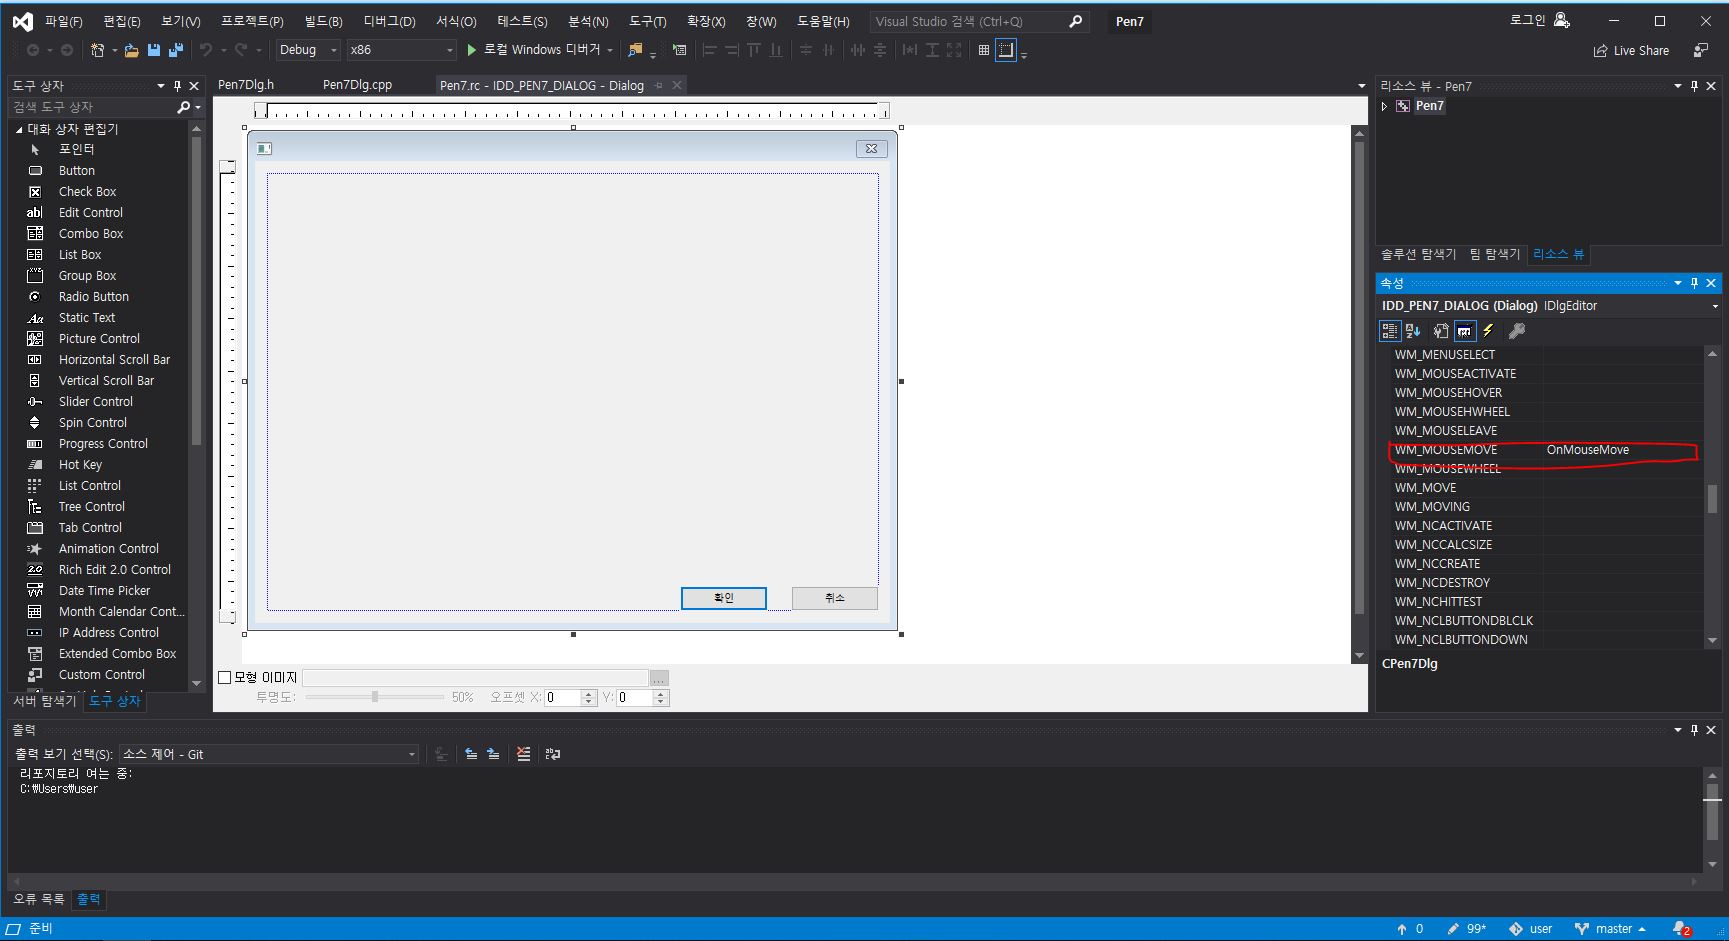 파일(F) 편집(E) 보기(V) 프로젝트(P) 빌드(B) 디버그(D) 서식(O) 테스트(S) 분석(N) 도구(T) 확장(X) 창(W) 도움말(H) Visual Studio 검색 (Ctrl+Q) Pen7 로그인
Debug x86 로컬 Windows 디버거 Live Share
도구 상자
검색 도구 상자
대화 상자 편집기
포인터
Button
Check Box
Edit Control
Combo Box
List Box
Group Box
Radio Button
Static Text
Picture Control
Horizontal Scroll Bar
Vertical Scroll Bar
Slider Control
Spin Control
Progress Control
Hot Key
List Control
Tree Control
Tab Control
Animation Control
Rich Edit 2.0 Control
Date Time Picker
Month Calendar Cont...
IP Address Control
Extended Combo Box
Custom Control
서버 탐색기 도구 상자
Pen7Dlg.h Pen7Dlg.cpp Pen7.rc - IDD_PEN7_DIALOG - Dialog
확인 취소
모형 이미지 ...
투명도: 50% 오프셋 X: 0 Y: 0
리소스 뷰 - Pen7
Pen7
솔루션 탐색기 팀 탐색기 리소스 뷰
속성
IDD_PEN7_DIALOG (Dialog) IDlgEditor
WM_MENUSELECT
WM_MOUSEACTIVATE
WM_MOUSEHOVER
WM_MOUSEHWHEEL
WM_MOUSELEAVE
WM_MOUSEMOVE OnMouseMove
WM_MOUSEWHEEL
WM_MOVE
WM_MOVING
WM_NCACTIVATE
WM_NCCALCSIZE
WM_NCCREATE
WM_NCDESTROY
WM_NCHITTEST
WM_NCLBUTTONDBLCLK
WM_NCLBUTTONDOWN
CPen7Dlg
출력
출력 보기 선택(S): 소스 제어 - Git
리포지토리 여는 중:
C:₩Users₩user
오류 목록 출력
준비 0 99* user master 2